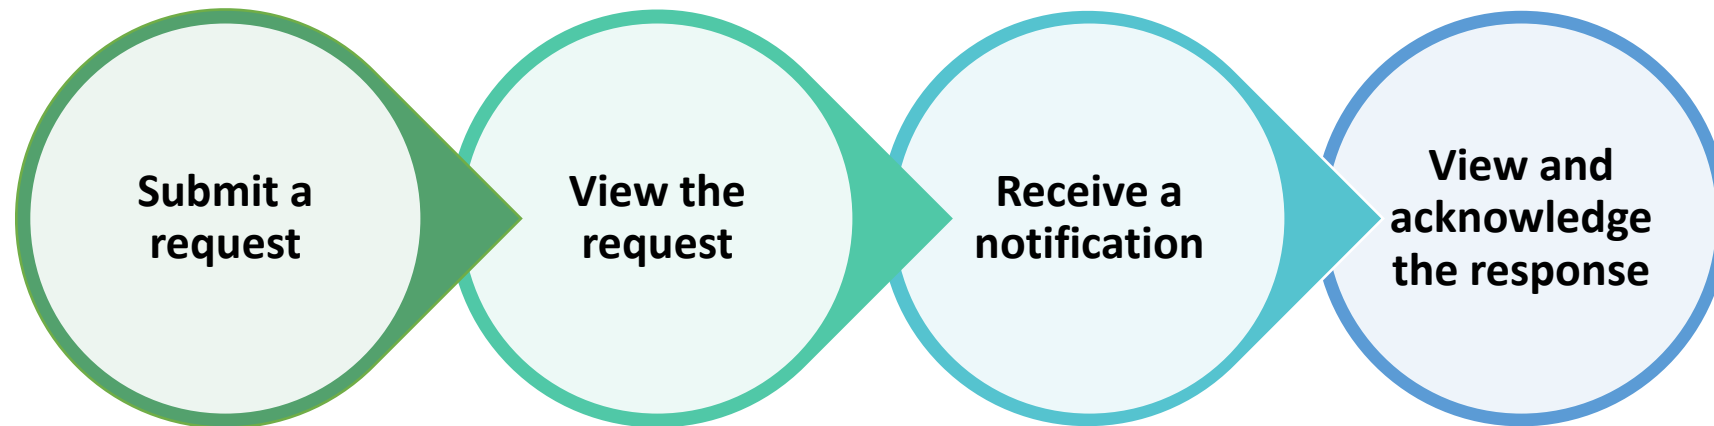 Submit a
request
View the
request
Receive a
notification
View and
acknowledge
the response